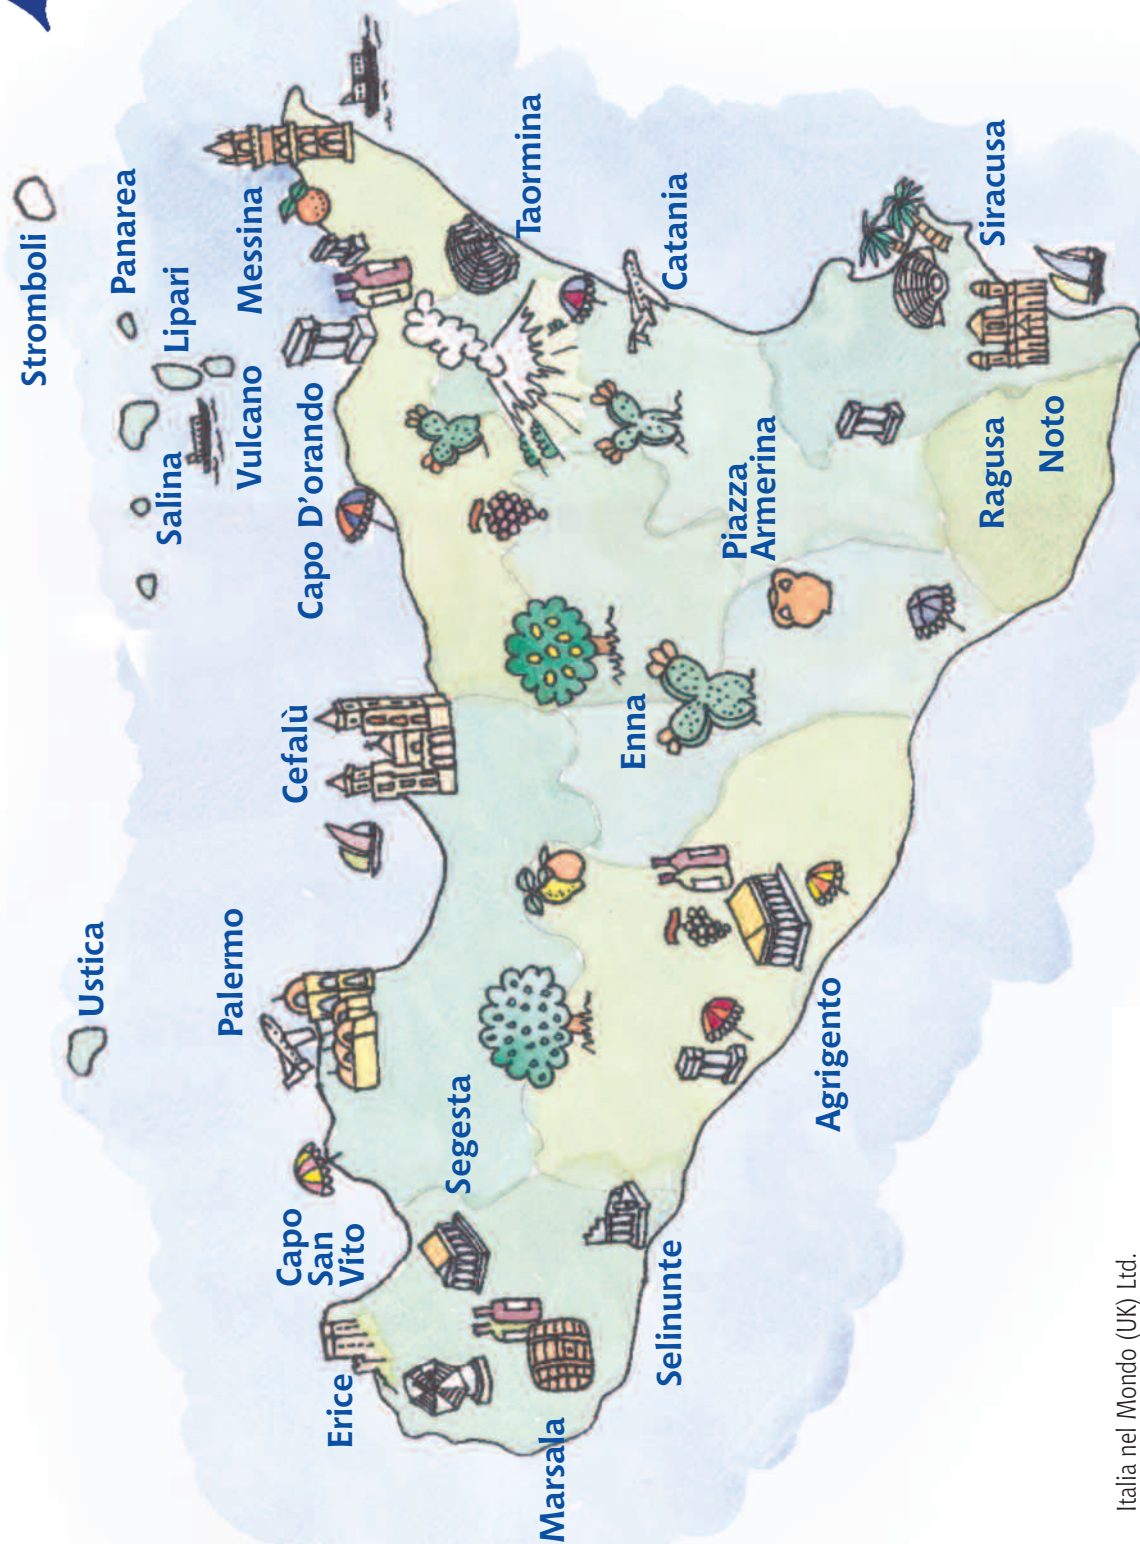 Stromboli
Ustica
Panarea
Lipari
Salina
Vulcano
Messina
Palermo
Cefalù
Capo D'orando
Capo
San
Vito
Erice
Segesta
Taormina
Marsala
Enna
Catania
Selinunte
Piazza
Armerina
Agrigento
Siracusa
Ragusa
Noto
Italia nel Mondo (UK) Ltd.